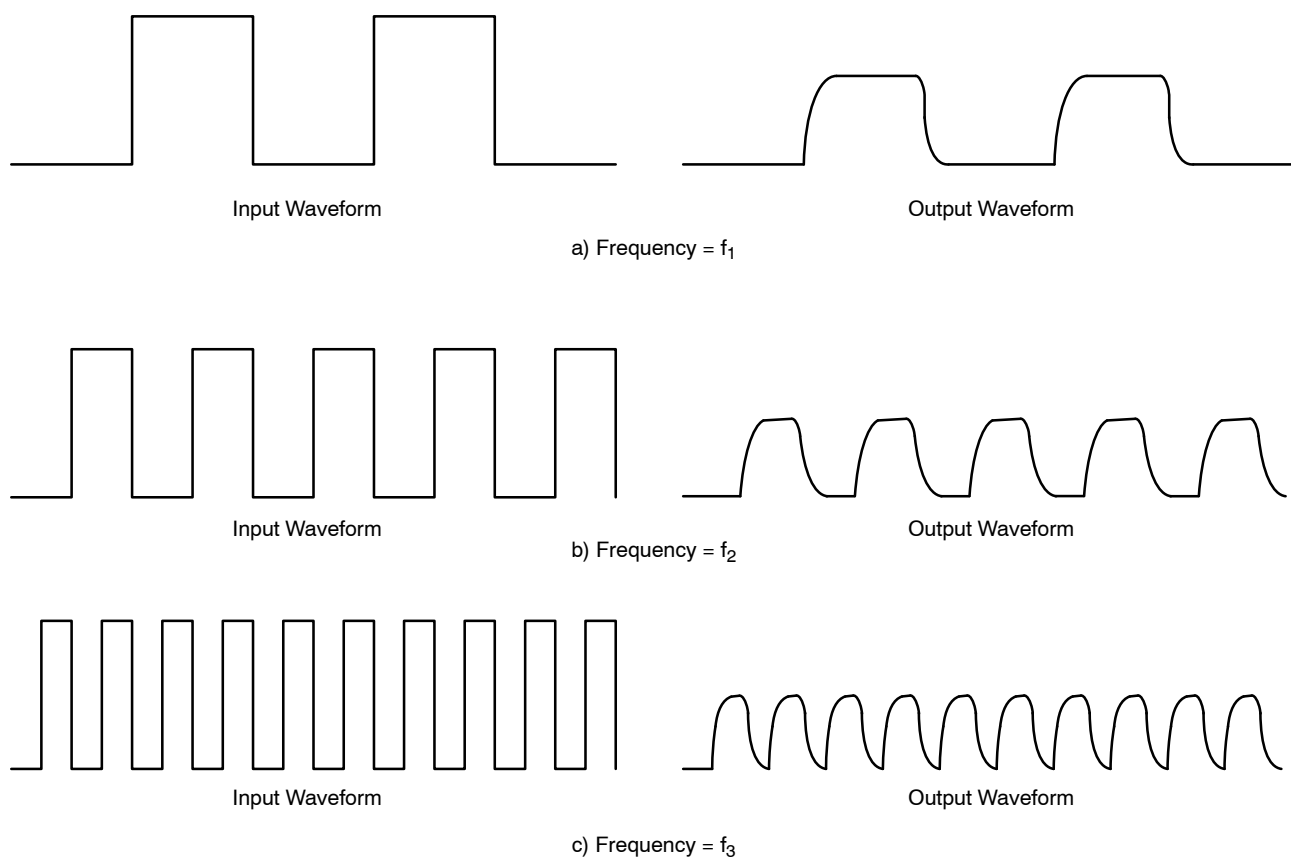 Input Waveform
Output Waveform
a) Frequency = f₁
Input Waveform
Output Waveform
b) Frequency = f₂
Input Waveform
Output Waveform
c) Frequency = f₃